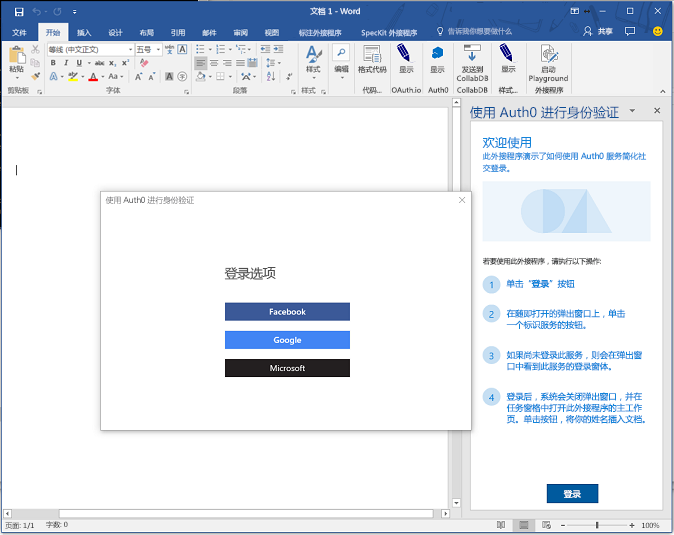 文档 1 - Word
文件 开始 插入 设计 布局 引用 邮件 审阅 视图 标注外接程序 SpecKit 外接程序 告诉我你想要做什么 共享
等线 (中文正文) 五号
粘贴 样式 编辑 格式代码 显示 显示 发送到 CollabDB 显示 启动 Playground
剪贴板 字体 段落 样式 代码... OAuth.io Auth0 CollabDB 样式... 外接程序
使用 Auth0 进行身份验证
欢迎使用
此外接程序演示了如何使用 Auth0 服务简化社
交登录。
若要使用此外接程序，请执行以下操作:
1 单击“登录”按钮
2 在随即打开的弹出窗口上，单击
一个标识服务的按钮。
3 如果尚未登录此服务，则会在弹出窗
口中看到此服务的登录窗体。
4 登录后，系统会关闭弹出窗口，并在
任务窗格中打开此外接程序的主工作
页。单击按钮，将你的姓名插入文档。
登录
使用 Auth0 进行身份验证
登录选项
Facebook
Google
Microsoft
页面: 1/1 字数: 0 100%